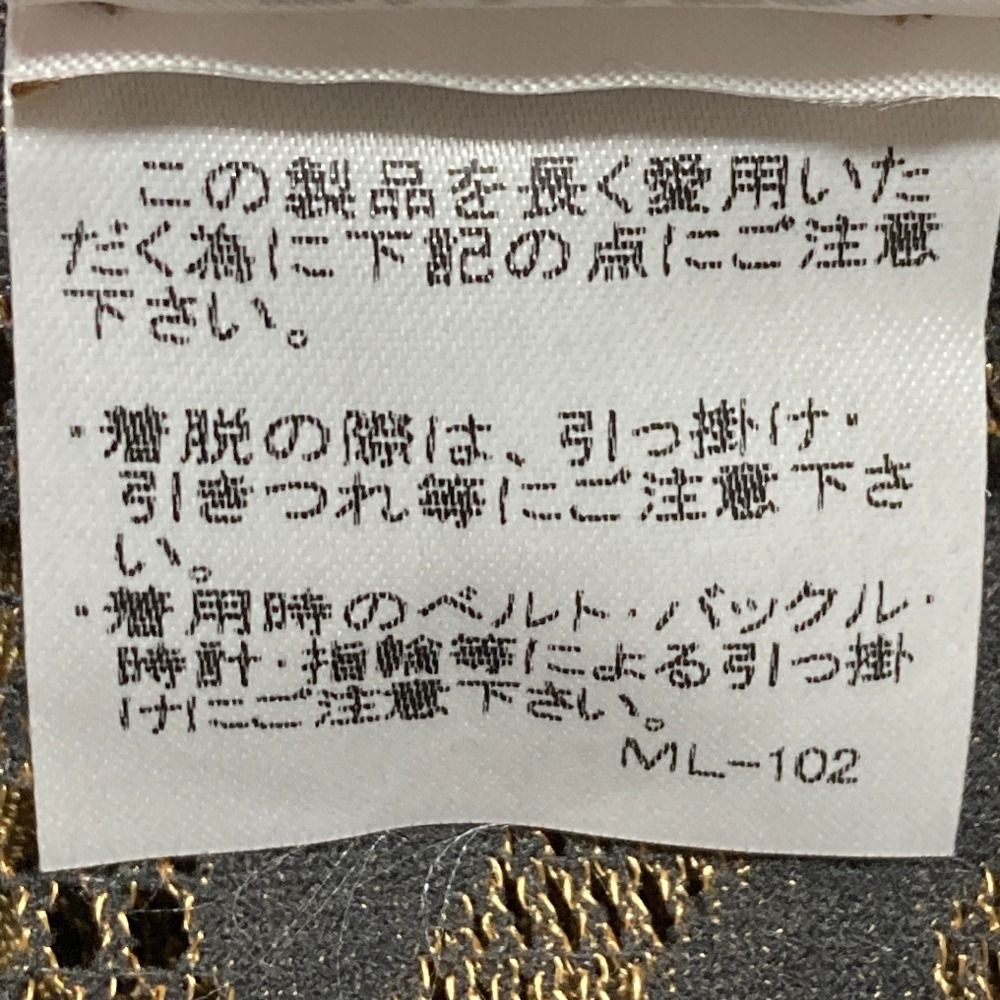 この製品を長く愛用いた
だく為に下記の点にご注意
下さい。
・着脱の際は、引っ掛け・
引きつれ等にご注意下さ
い。
・着用時のベルト・バックル・
時計・指輪等による引っ掛
けにご注意下さい。
ML-102